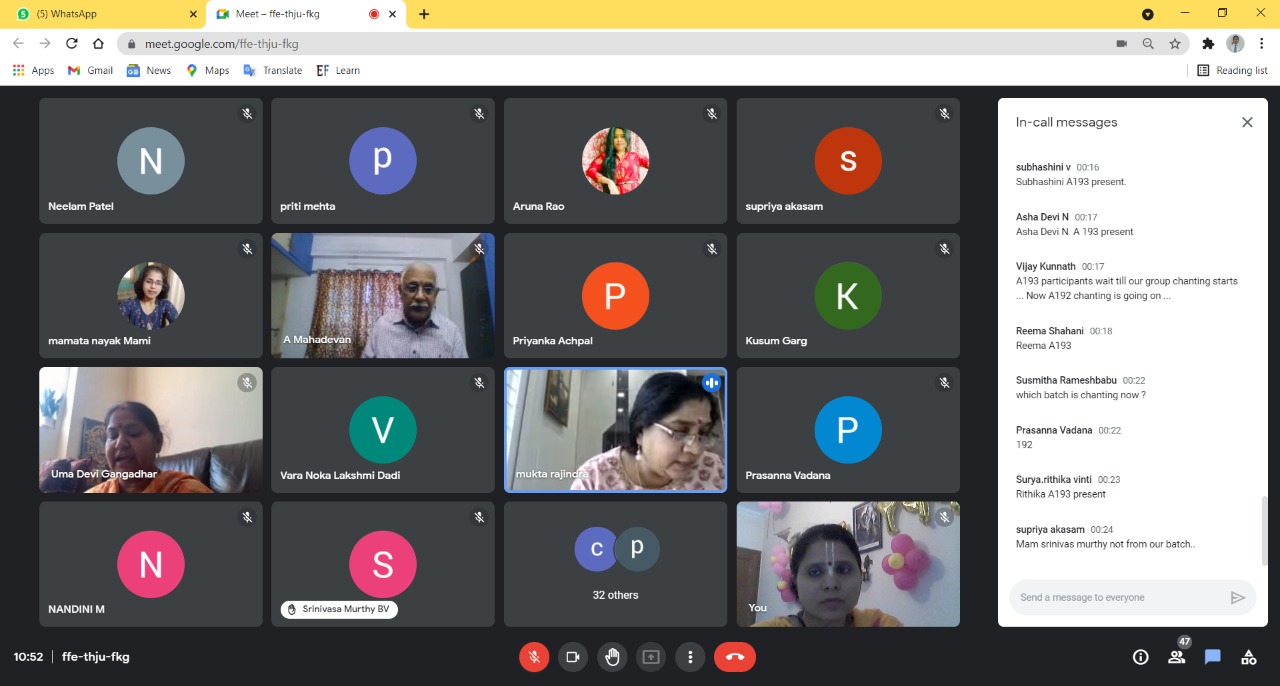 5
(5) WhatsApp
Meet – ffe-thju-fkg
meet.google.com/ffe-thju-fkg
Apps
Gmail
News
Maps
Translate
EF Learn
Reading list
N
Neelam Patel
p
priti mehta
Aruna Rao
s
supriya akasam
mamata nayak Mami
A Mahadevan
P
Priyanka Achpal
K
Kusum Garg
Uma Devi Gangadhar
V
Vara Noka Lakshmi Dadi
mukta rajindra
P
Prasanna Vadana
N
NANDINI M
S
Srinivasa Murthy BV
c p
32 others
You
In-call messages
subhashini v 00:16
Subhashini A193 present.
Asha Devi N 00:17
Asha Devi N A 193 present
Vijay Kunnath 00:17
A193 participants wait till our group chanting starts
... Now A192 chanting is going on ...
Reema Shahani 00:18
Reema A193
Susmitha Rameshbabu 00:22
which batch is chanting now ?
Prasanna Vadana 00:22
192
Surya.rithika vinti 00:23
Rithika A193 present
supriya akasam 00:24
Mam srinivas murthy not from our batch..
Send a message to everyone
10:52 | ffe-thju-fkg
47